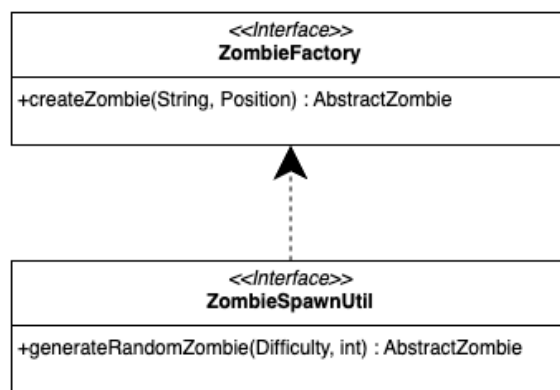 <<Interface>>
ZombieFactory
+createZombie(String, Position) : AbstractZombie
<<Interface>>
ZombieSpawnUtil
+generateRandomZombie(Difficulty, int) : AbstractZombie